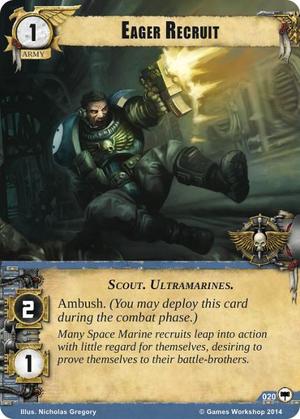 1
EAGER RECRUIT
ARMY
SCOUT. ULTRAMARINES.
2
Ambush. (You may deploy this card
during the combat phase.)
Many Space Marine recruits leap into action
with little regard for themselves, desiring to
prove themselves to their battle-brothers.
1
020
Illus. Nicholas Gregory
© Games Workshop 2014